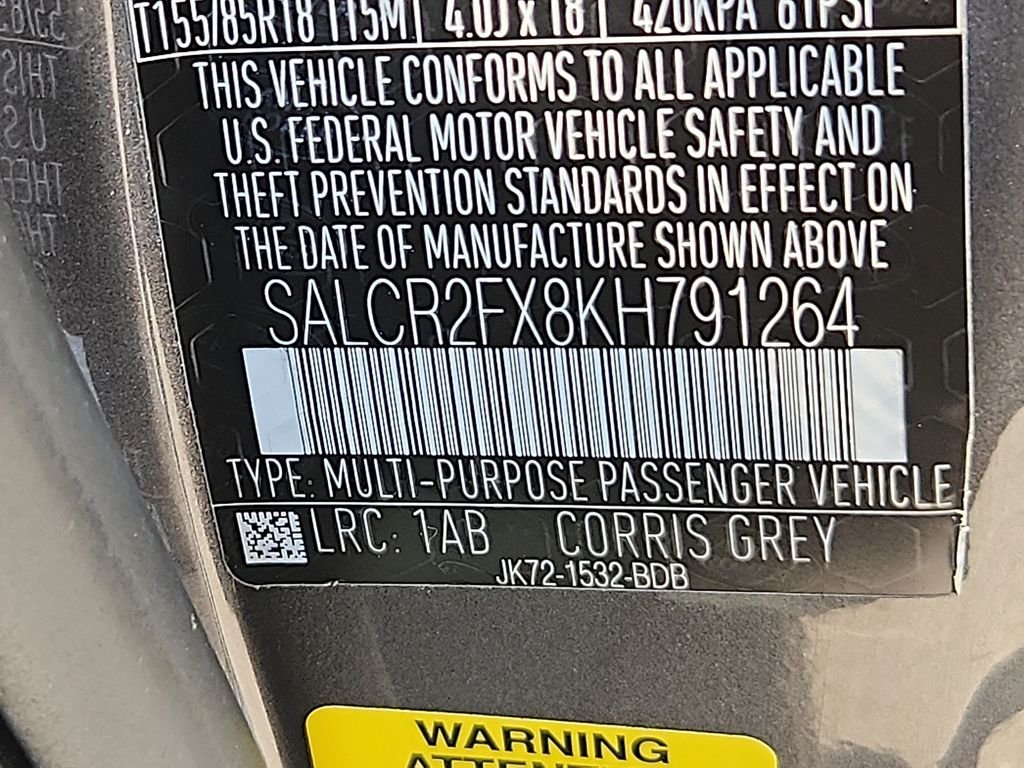 T155/85R18 115M 4.0J x 18 420KPA 61PSI
THIS VEHICLE CONFORMS TO ALL APPLICABLE
U.S. FEDERAL MOTOR VEHICLE SAFETY AND
THEFT PREVENTION STANDARDS IN EFFECT ON
THE DATE OF MANUFACTURE SHOWN ABOVE
SALCR2FX8KH791264
TYPE: MULTI-PURPOSE PASSENGER VEHICLE
LRC: 1AB CORRIS GREY
JK72-1532-BDB
WARNING